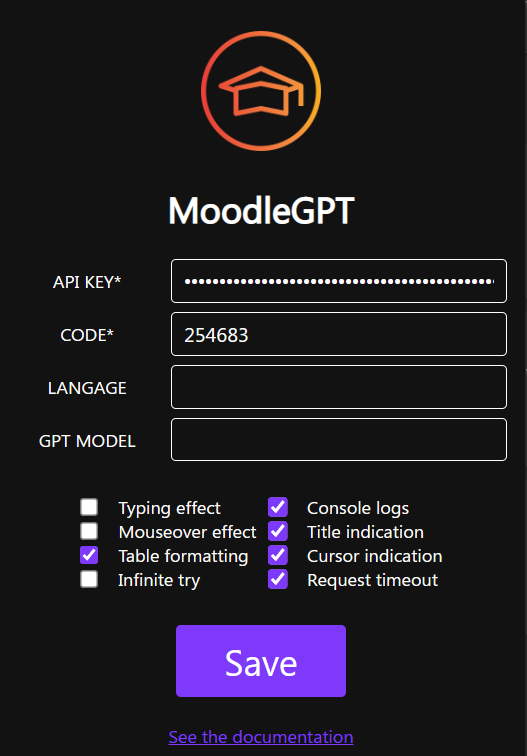 MoodleGPT
API KEY*
CODE* 254683
LANGAGE
GPT MODEL
Typing effect Console logs
Mouseover effect Title indication
Table formatting Cursor indication
Infinite try Request timeout
Save
See the documentation